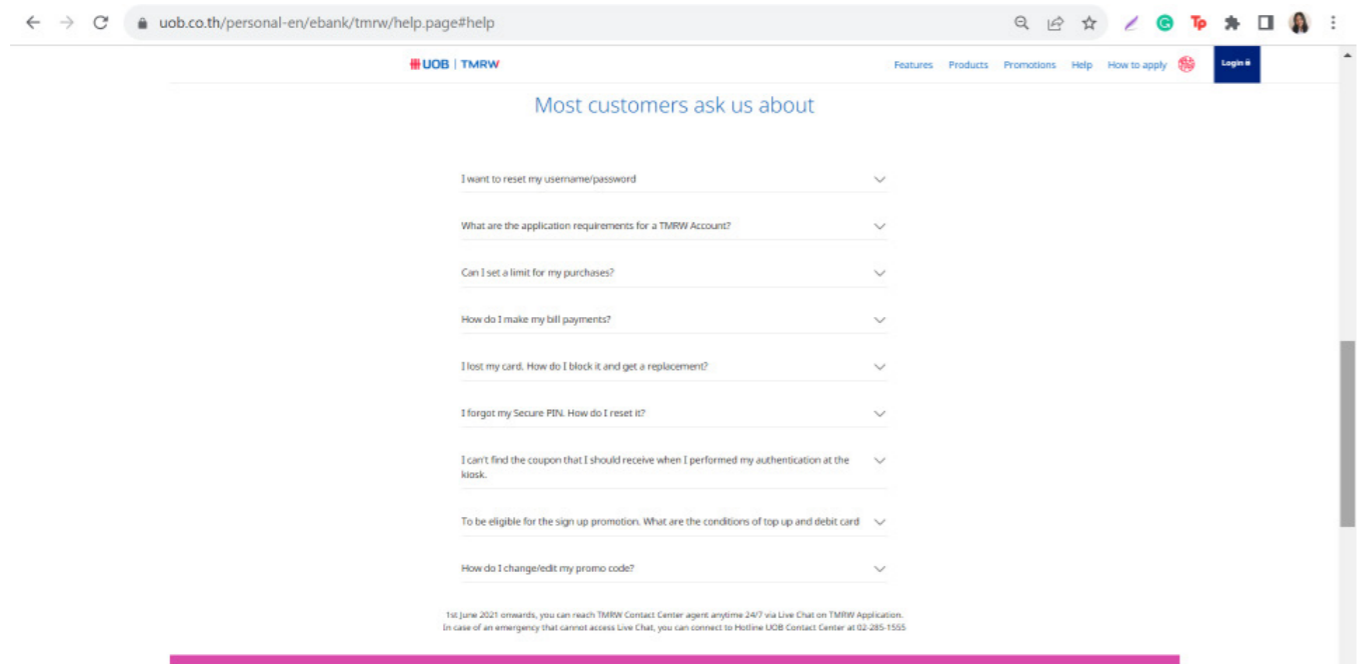 uob.co.th/personal-en/ebank/tmrw/help.page#help
UOB | TMRW
Features Products Promotions Help How to apply Login
Most customers ask us about
I want to reset my username/password
What are the application requirements for a TMRW Account?
Can I set a limit for my purchases?
How do I make my bill payments?
I lost my card. How do I block it and get a replacement?
I forgot my Secure PIN. How do I reset it?
I can't find the coupon that I should receive when I performed my authentication at the
kiosk.
To be eligible for the sign up promotion. What are the conditions of top up and debit card
How do I change/edit my promo code?
1st June 2021 onwards, you can reach TMRW Contact Center agent anytime 24/7 via Live Chat on TMRW Application.
In case of an emergency that cannot access Live Chat, you can connect to Hotline UOB Contact Center at 02-285-1555